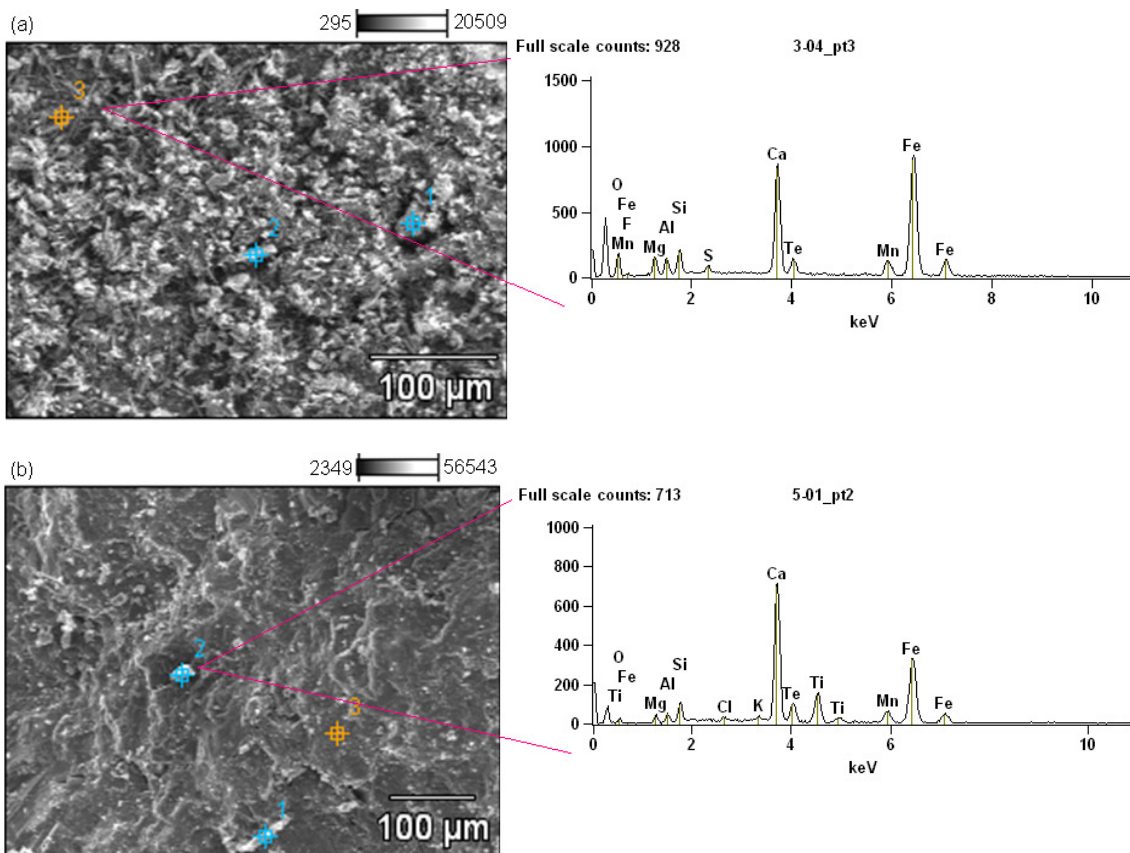 (a)
295 20509
3
2
1
100 µm
Full scale counts: 928 3-04_pt3
1500
1000
500
0
O
Fe
F
Mn
Mg
Al
Si
S
Ca
Te
Mn
Fe
Fe
0 2 4 6 8 10
keV
(b)
2349 56543
2
3
1
100 µm
Full scale counts: 713 5-01_pt2
1000
800
600
400
200
0
O
Fe
Ti
Mg
Al
Si
Cl
K
Ca
Te
Ti
Ti
Mn
Fe
Fe
0 2 4 6 8 10
keV